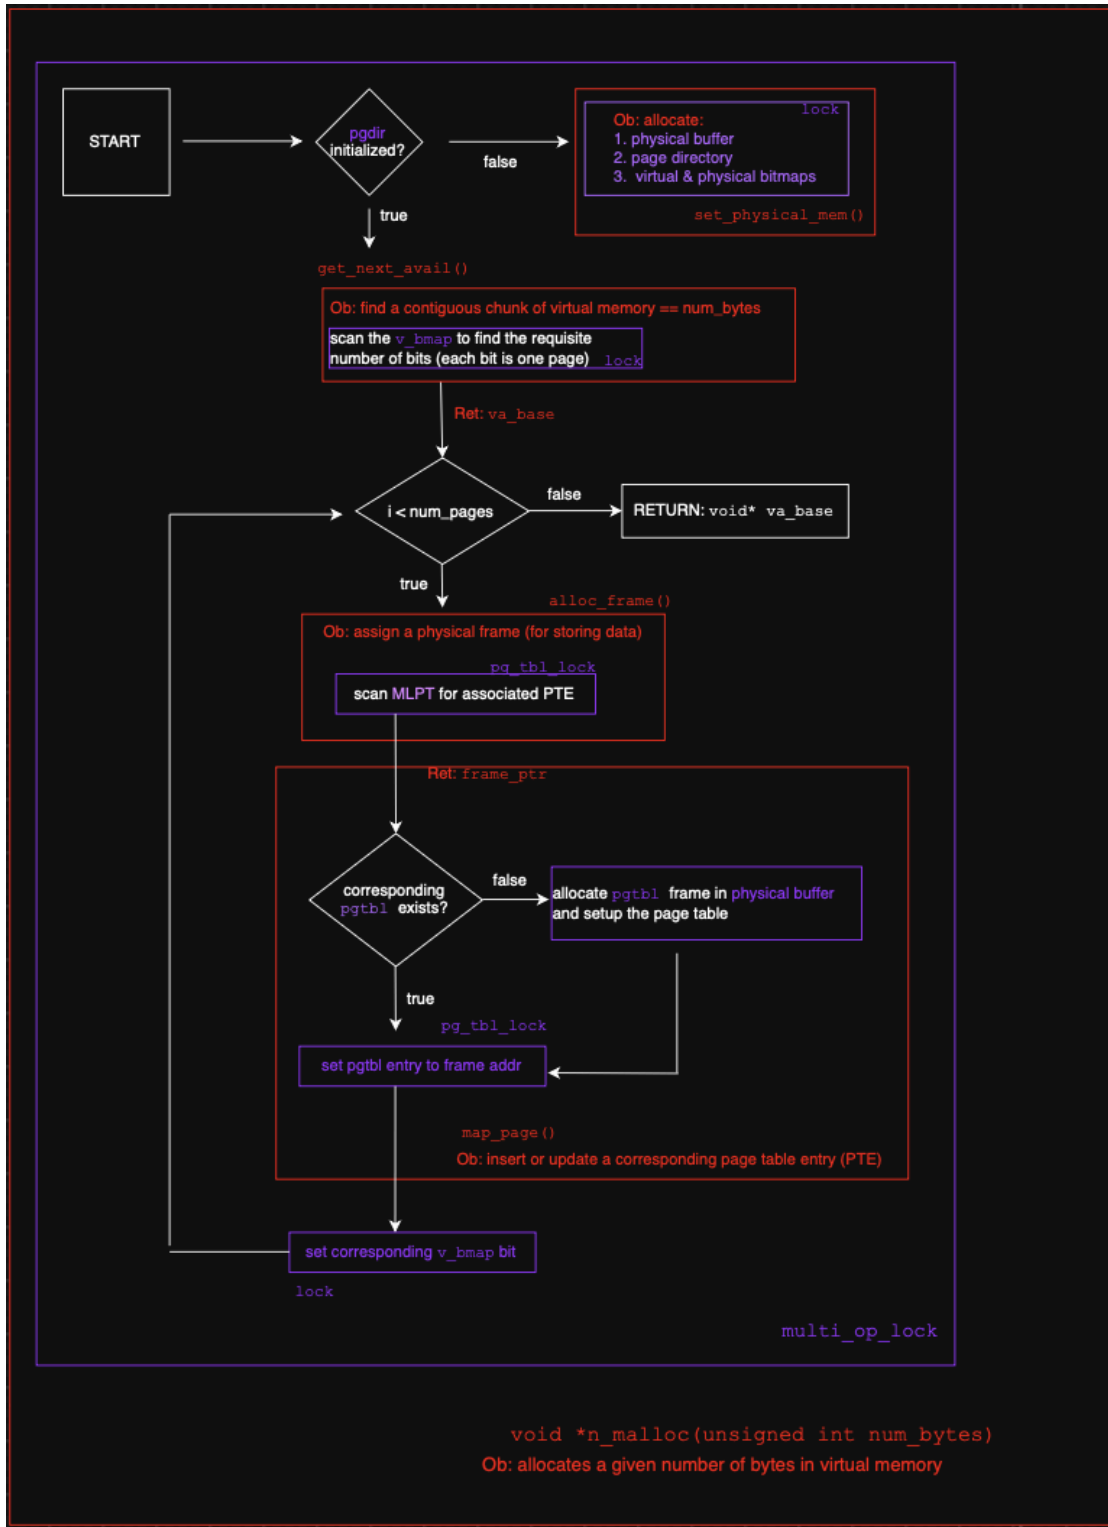 START
pgdir
initialized?
false
true
lock
Ob: allocate:
1. physical buffer
2. page directory
3. virtual & physical bitmaps
set_physical_mem()
get_next_avail()
Ob: find a contiguous chunk of virtual memory == num_bytes
scan the v_bmap to find the requisite
number of bits (each bit is one page) lock
Ret: va_base
i < num_pages
false
RETURN: void* va_base
true
alloc_frame()
Ob: assign a physical frame (for storing data)
pg_tbl_lock
scan MLPT for associated PTE
Ret: frame_ptr
corresponding
pgtbl exists?
false
allocate pgtbl frame in physical buffer
and setup the page table
true
pg_tbl_lock
set pgtbl entry to frame addr
map_page()
Ob: insert or update a corresponding page table entry (PTE)
set corresponding v_bmap bit
lock
multi_op_lock
void *n_malloc(unsigned int num_bytes)
Ob: allocates a given number of bytes in virtual memory